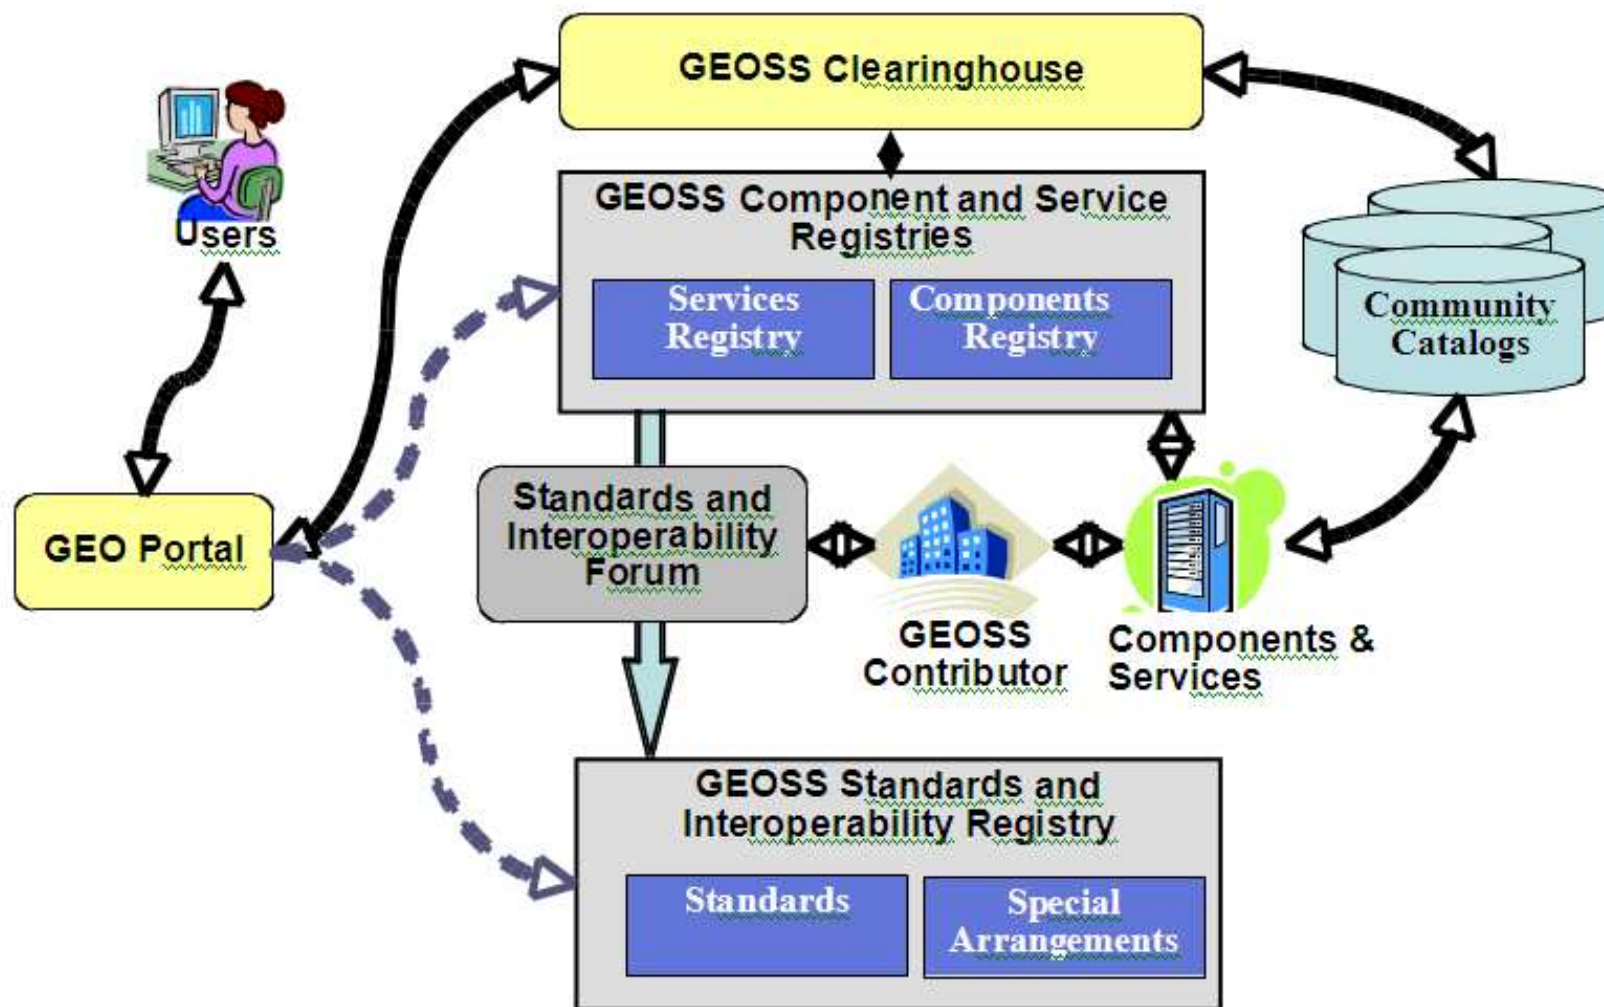 GEOSS Clearinghouse
Users
GEOSS Component and Service
Registries
Services
Registry
Components
Registry
Community
Catalogs
GEO Portal
Standards and
Interoperability
Forum
GEOSS
Contributor
Components &
Services
GEOSS Standards and
Interoperability Registry
Standards
Special
Arrangements